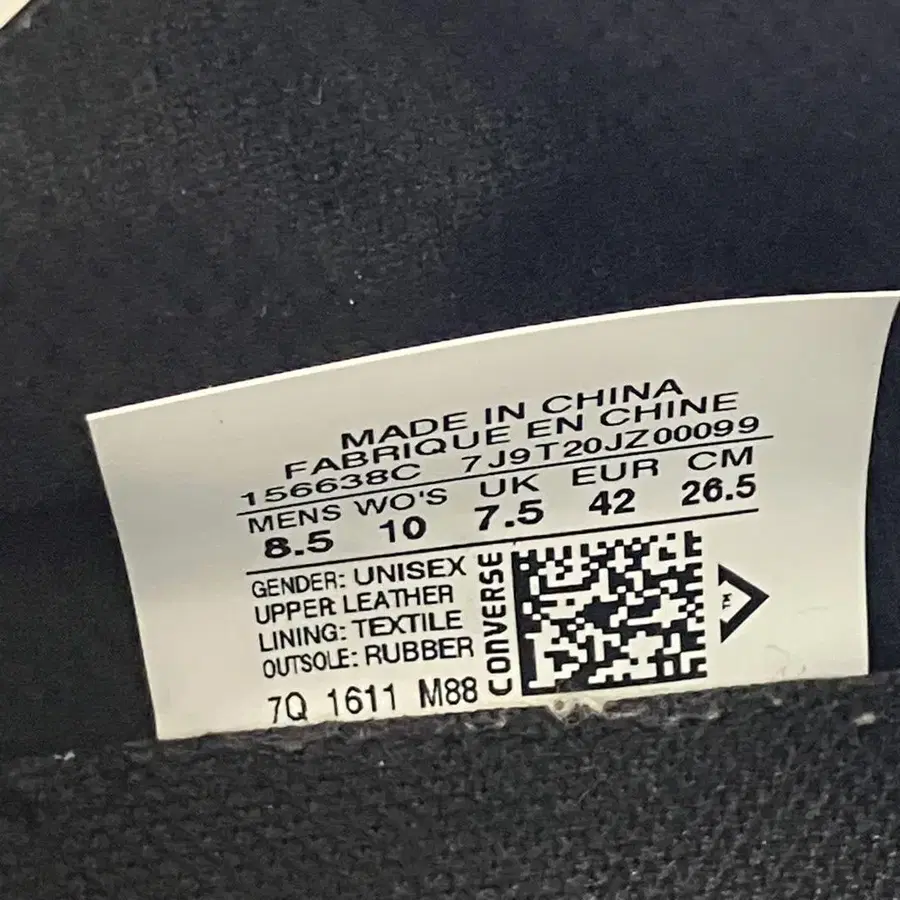 MADE IN CHINA
FABRIQUE EN CHINE
156638C 7J9T20JZ00099
MENS WO'S UK EUR CM
8.5 10 7.5 42 26.5
GENDER: UNISEX
UPPER: LEATHER
LINING: TEXTILE
OUTSOLE: RUBBER
7Q 1611 M88
CONVERSE